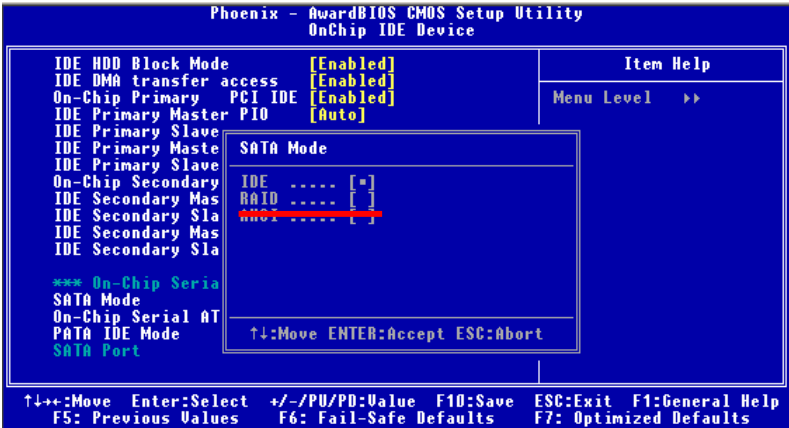 Phoenix - AwardBIOS CMOS Setup Utility
OnChip IDE Device
IDE HDD Block Mode [Enabled]
IDE DMA transfer access [Enabled]
On-Chip Primary PCI IDE [Enabled]
IDE Primary Master PIO [Auto]
IDE Primary Slave
IDE Primary Maste
IDE Primary Slave
On-Chip Secondary
IDE Secondary Mas
IDE Secondary Sla
IDE Secondary Mas
IDE Secondary Sla
*** On-Chip Seria
SATA Mode
On-Chip Serial AT
PATA IDE Mode
SATA Port
Item Help
Menu Level ▸▸
SATA Mode
IDE ..... [▪]
RAID ..... [ ]
..... [ ]
↑↓:Move ENTER:Accept ESC:Abort
↑↓→←:Move Enter:Select +/-/PU/PD:Value F10:Save ESC:Exit F1:General Help
F5: Previous Values F6: Fail-Safe Defaults F7: Optimized Defaults